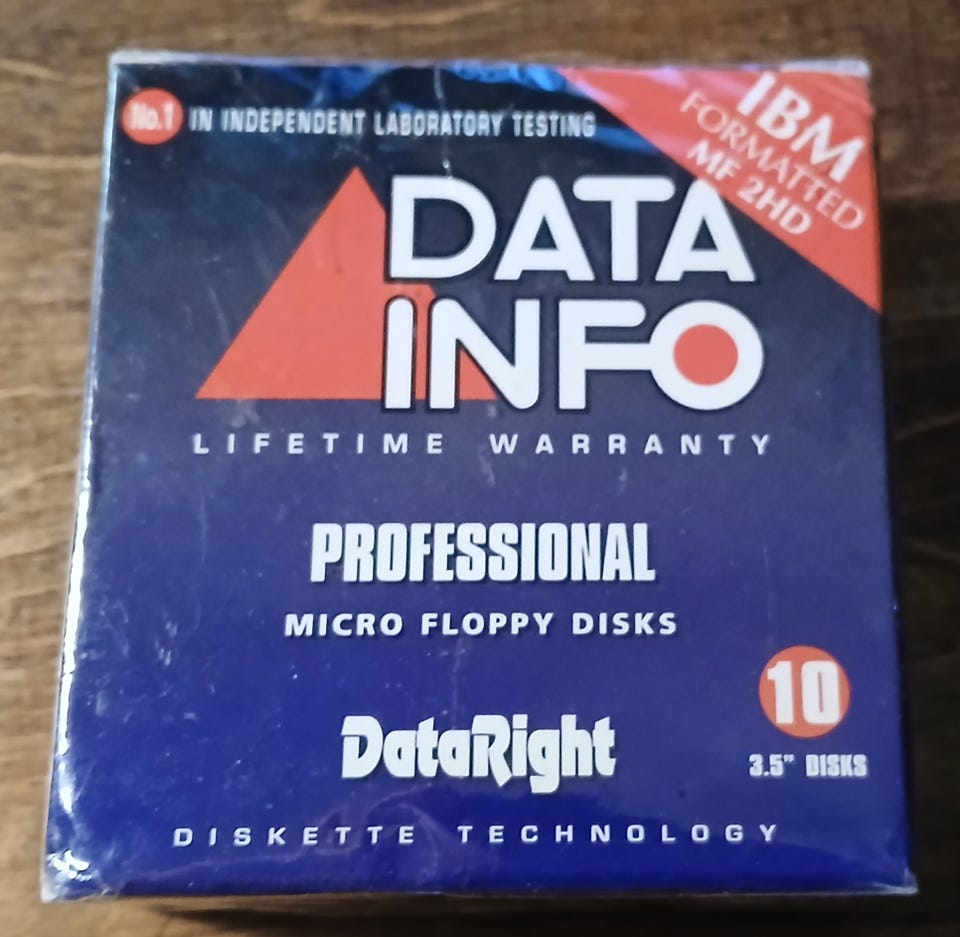 No.1 IN INDEPENDENT LABORATORY TESTING
IBM
FORMATTED
MF 2HD
DATA
INFO
LIFETIME WARRANTY
PROFESSIONAL
MICRO FLOPPY DISKS
10
3.5" DISKS
DataRight
DISKETTE TECHNOLOGY